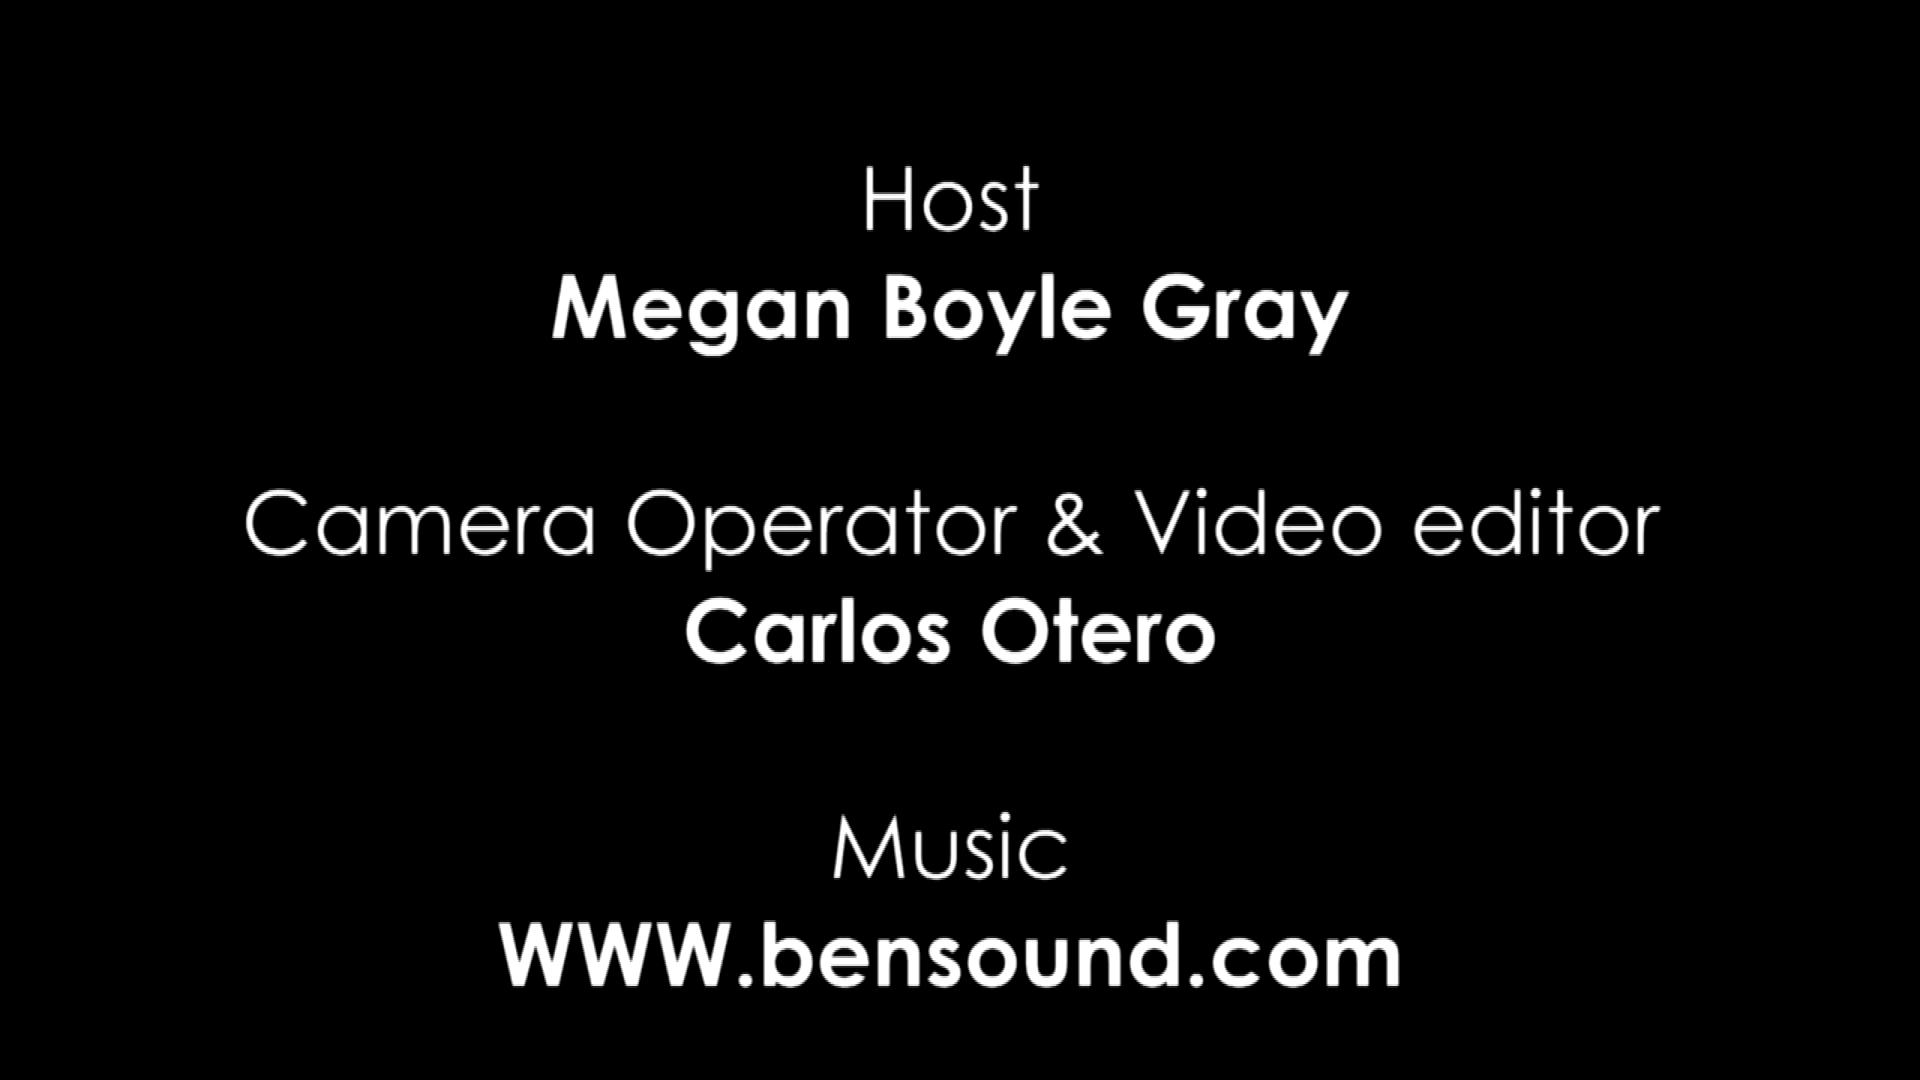 Host
Megan Boyle Gray
Camera Operator & Video editor
Carlos Otero
Music
WWW.bensound.com